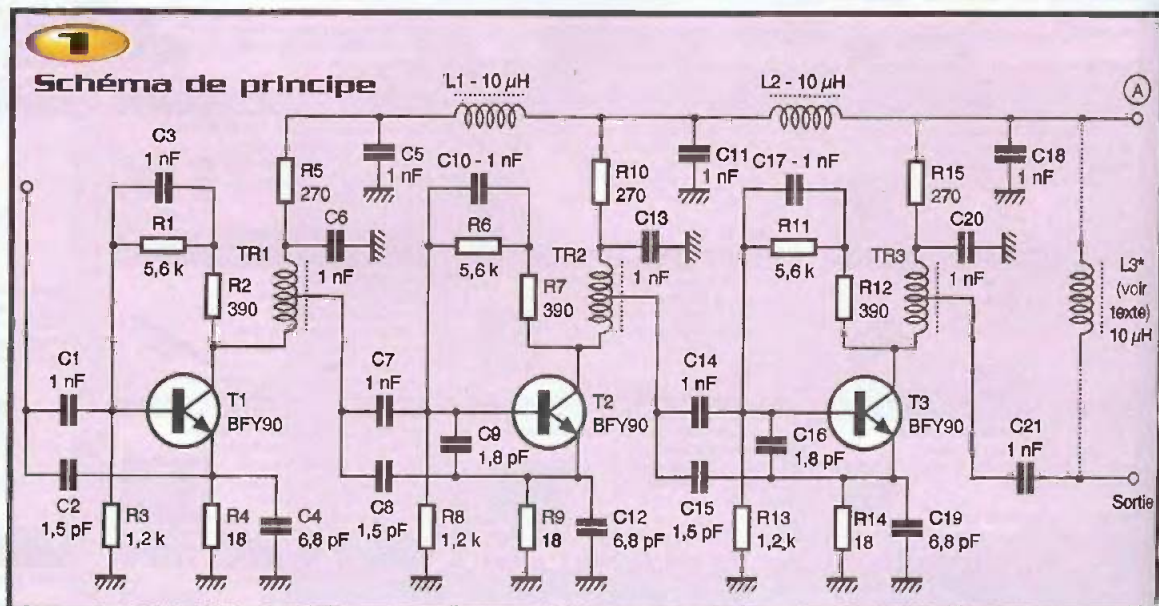 1
Schéma de principe
L1 - 10 µH
L2 - 10 µH
A
C3
1 nF
R5
270
C5
1 nF
C10 - 1 nF
R10
270
C11
1 nF
C17 - 1 nF
R15
270
C18
1 nF
R1
5,6 k
C6
1 nF
TR1
R6
5,6 k
C13
1 nF
TR2
R11
5,6 k
C20
1 nF
TR3
R2
390
R7
390
R12
390
L3*
(voir
texte)
10 µH
C1
1 nF
T1
BFY90
C7
1 nF
T2
BFY90
C14
1 nF
T3
BFY90
C9
1,8 pF
C16
1,8 pF
C21
1 nF
C2
1,5 pF
R3
1,2 k
R4
18
C4
6,8 pF
C8
1,5 pF
R8
1,2 k
R9
18
C12
6,8 pF
C15
1,5 pF
R13
1,2 k
R14
18
C19
6,8 pF
Sortie